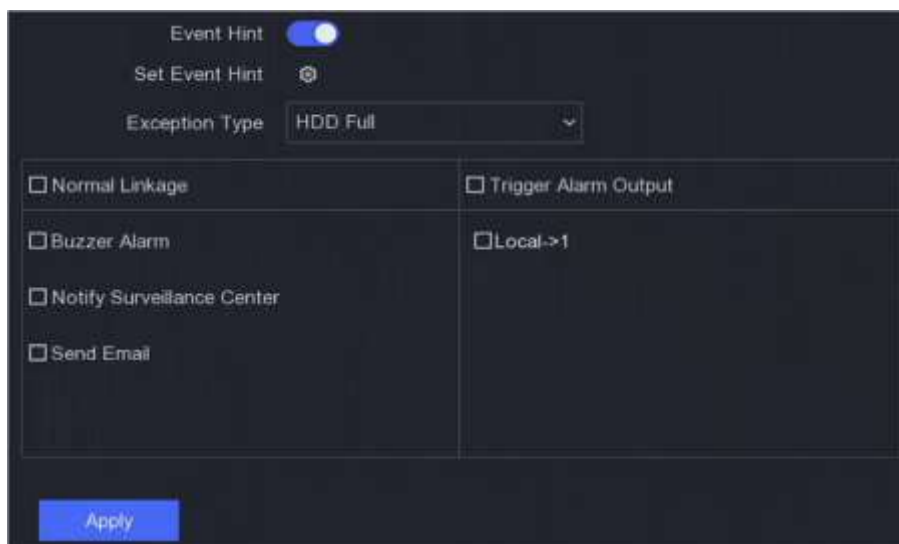 Event Hint
Set Event Hint
Exception Type HDD Full
Normal Linkage Trigger Alarm Output
Buzzer Alarm Local->1
Notify Surveillance Center
Send Email
Apply